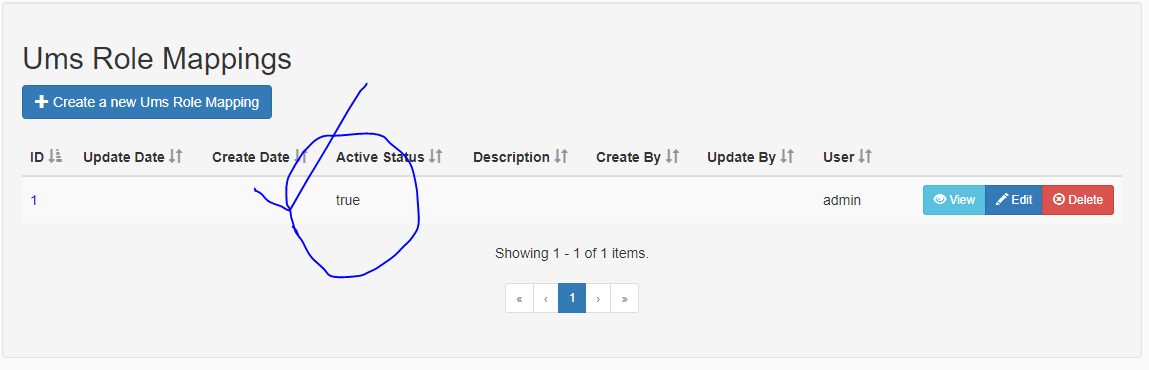 Ums Role Mappings
Create a new Ums Role Mapping
ID Update Date Create Date Active Status Description Create By Update By User
1 true admin View Edit Delete
Showing 1 - 1 of 1 items.
« ‹ 1 › »